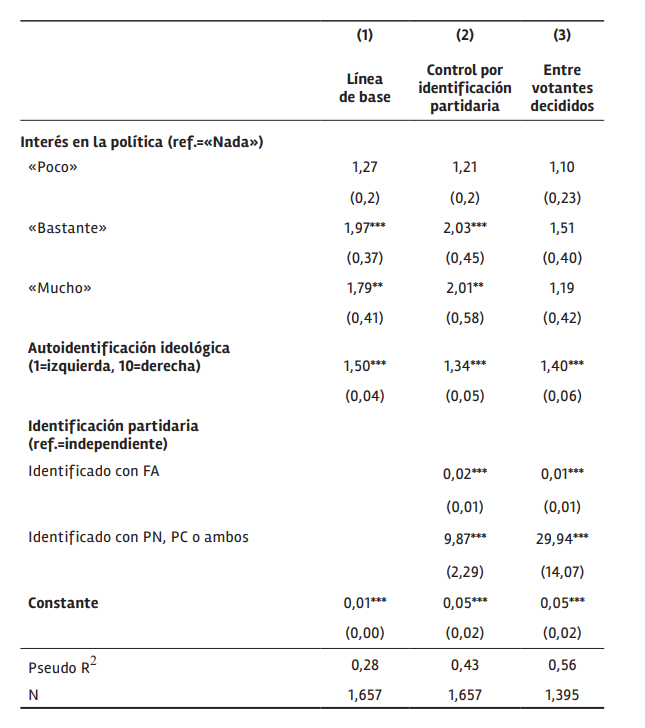 (1) (2) (3)
Línea de base Control por identificación partidaria Entre votantes decididos
Interés en la política (ref.=«Nada»)
«Poco» 1,27 1,21 1,10
(0,2) (0,2) (0,23)
«Bastante» 1,97*** 2,03*** 1,51
(0,37) (0,45) (0,40)
«Mucho» 1,79** 2,01** 1,19
(0,41) (0,58) (0,42)
Autoidentificación ideológica
(1=izquierda, 10=derecha) 1,50*** 1,34*** 1,40***
(0,04) (0,05) (0,06)
Identificación partidaria
(ref.=independiente)
Identificado con FA 0,02*** 0,01***
(0,01) (0,01)
Identificado con PN, PC o ambos 9,87*** 29,94***
(2,29) (14,07)
Constante 0,01*** 0,05*** 0,05***
(0,00) (0,02) (0,02)
Pseudo R2 0,28 0,43 0,56
N 1,657 1,657 1,395